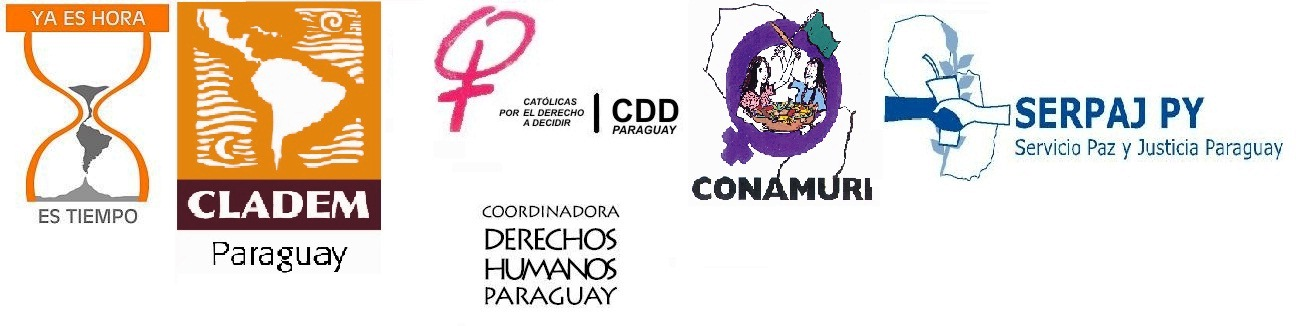 YA ES HORA
ES TIEMPO
CLADEM
Paraguay
CATÓLICAS
POR EL DERECHO
A DECIDIR
CDD
PARAGUAY
COORDINADORA
DERECHOS
HUMANOS
PARAGUAY
CONAMURI
SERPAJ PY
Servicio Paz y Justicia Paraguay